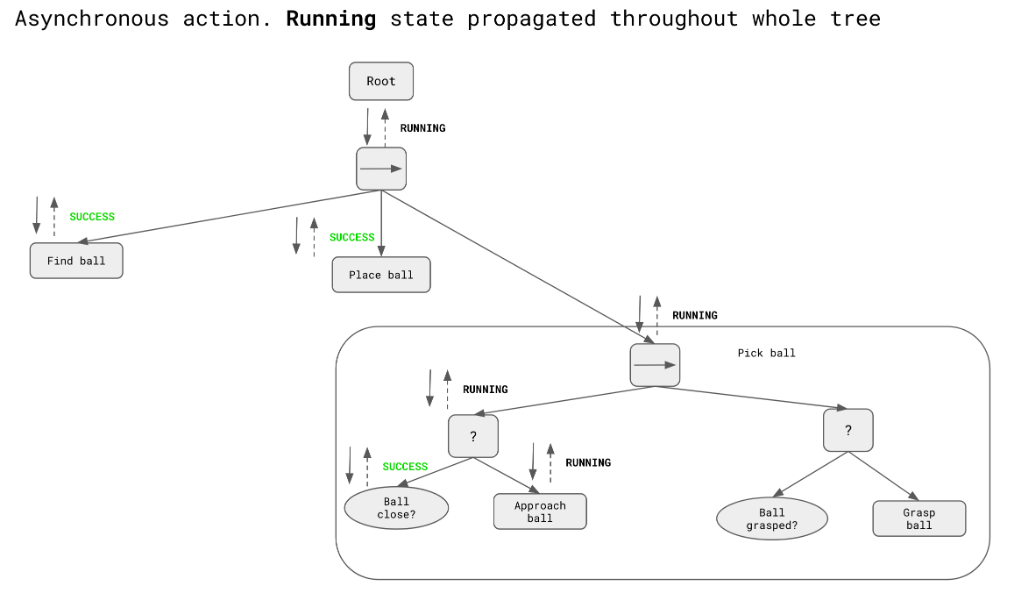 Asynchronous action. Running state propagated throughout whole tree
Root
RUNNING
SUCCESS
Find ball
SUCCESS
Place ball
RUNNING
Pick ball
RUNNING
?
?
SUCCESS
RUNNING
Ball
close?
Approach
ball
Ball
grasped?
Grasp
ball